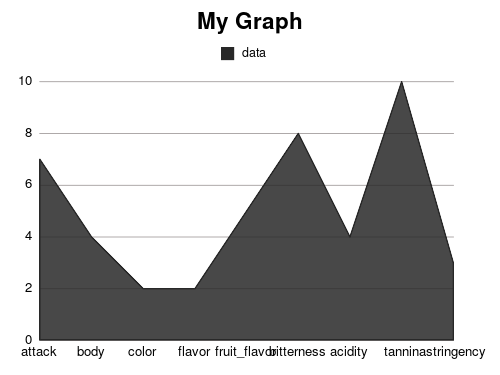 My Graph
data
10
8
6
4
2
0
attack body color flavor fruit_flavor bitterness acidity tannin astringency